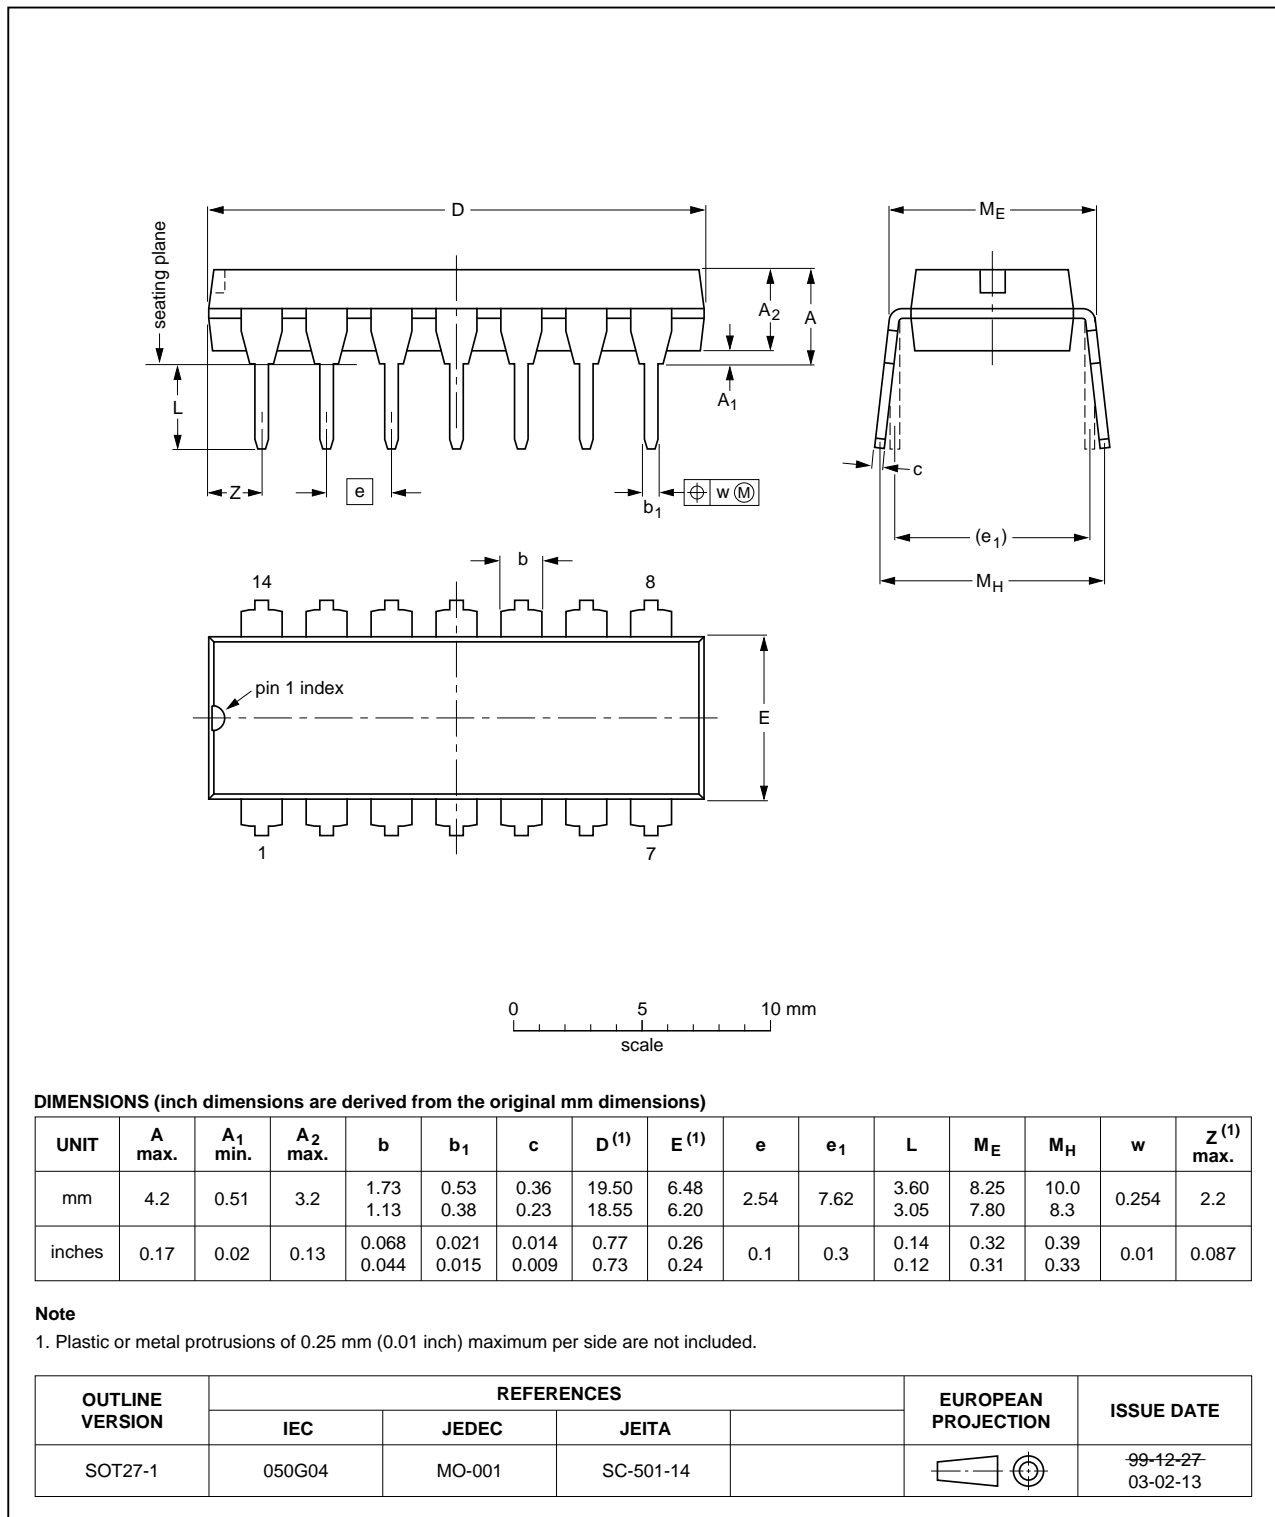 D
M_E
seating plane
A_2
A
A_1
L
Z
e
b_1
w M
c
(e_1)
M_H
b
14
8
pin 1 index
E
1
7
0
5
10 mm
scale
DIMENSIONS (inch dimensions are derived from the original mm dimensions)
UNIT A max. A_1 min. A_2 max. b b_1 c D(1) E(1) e e_1 L M_E M_H w Z(1) max.
mm 4.2 0.51 3.2 1.73 1.13 0.53 0.38 0.36 0.23 19.50 18.55 6.48 6.20 2.54 7.62 3.60 3.05 8.25 7.80 10.0 8.3 0.254 2.2
inches 0.17 0.02 0.13 0.068 0.044 0.021 0.015 0.014 0.009 0.77 0.73 0.26 0.24 0.1 0.3 0.14 0.12 0.32 0.31 0.39 0.33 0.01 0.087
Note
1. Plastic or metal protrusions of 0.25 mm (0.01 inch) maximum per side are not included.
OUTLINE VERSION REFERENCES EUROPEAN PROJECTION ISSUE DATE
IEC JEDEC JEITA
SOT27-1 050G04 MO-001 SC-501-14 99-12-27
03-02-13